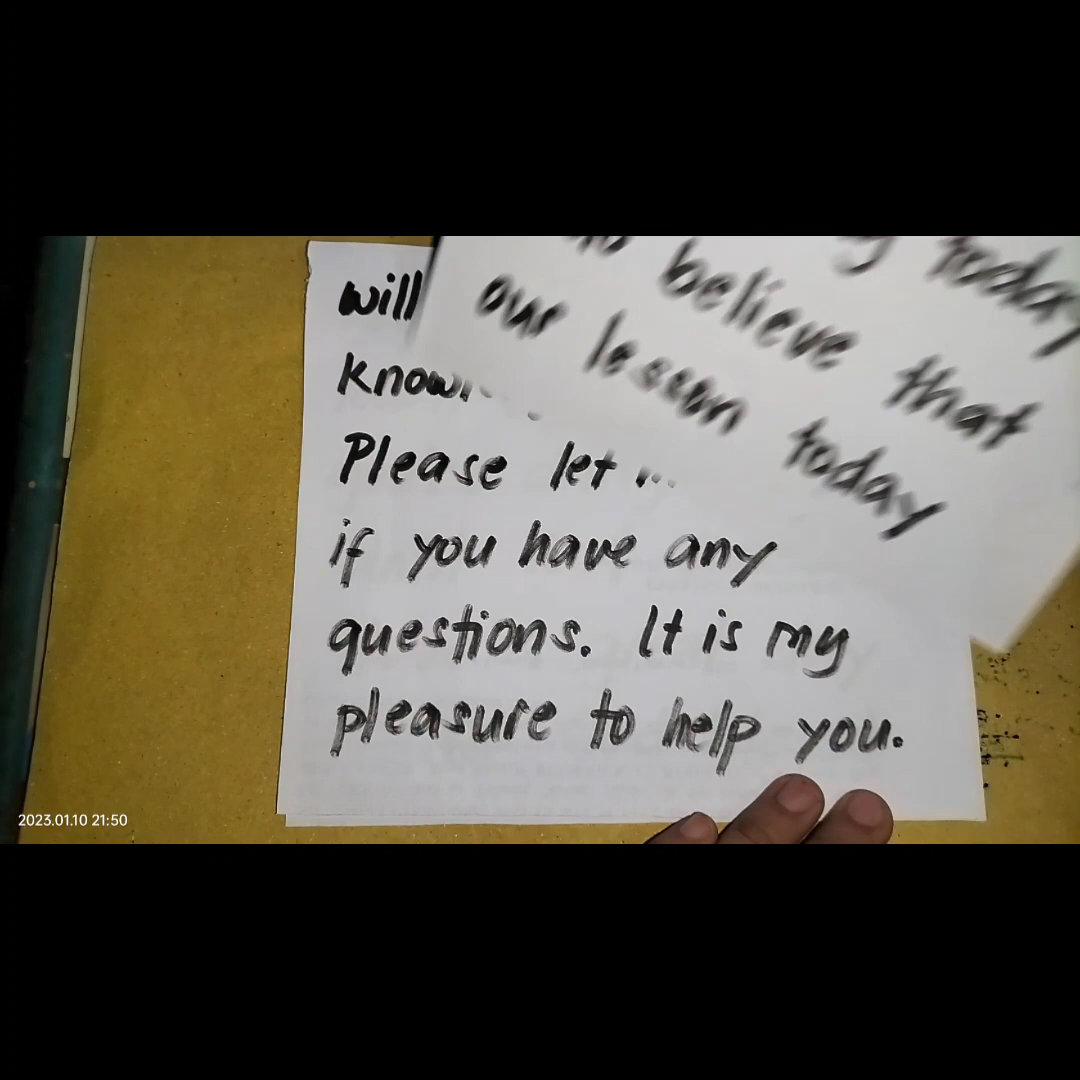 today
believe that
our lesson today
will
Please let
if you have any
questions. It is my
pleasure to help you.
2023.01.10 21:50